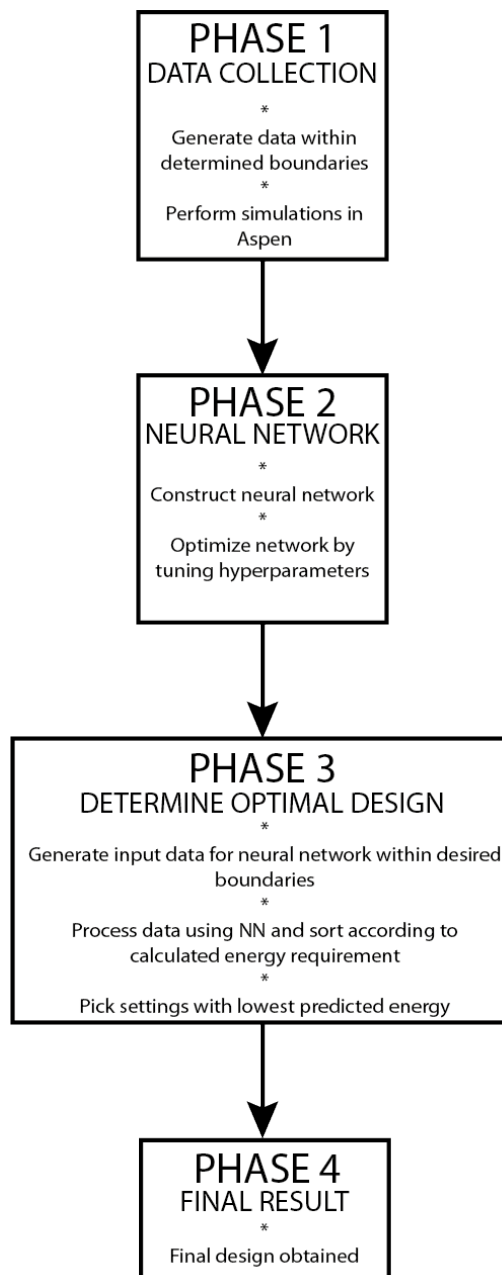 PHASE 1
DATA COLLECTION
*
Generate data within
determined boundaries
*
Perform simulations in
Aspen
PHASE 2
NEURAL NETWORK
*
Construct neural network
*
Optimize network by
tuning hyperparameters
PHASE 3
DETERMINE OPTIMAL DESIGN
*
Generate input data for neural network within desired
boundaries
*
Process data using NN and sort according to
calculated energy requirement
*
Pick settings with lowest predicted energy
PHASE 4
FINAL RESULT
*
Final design obtained